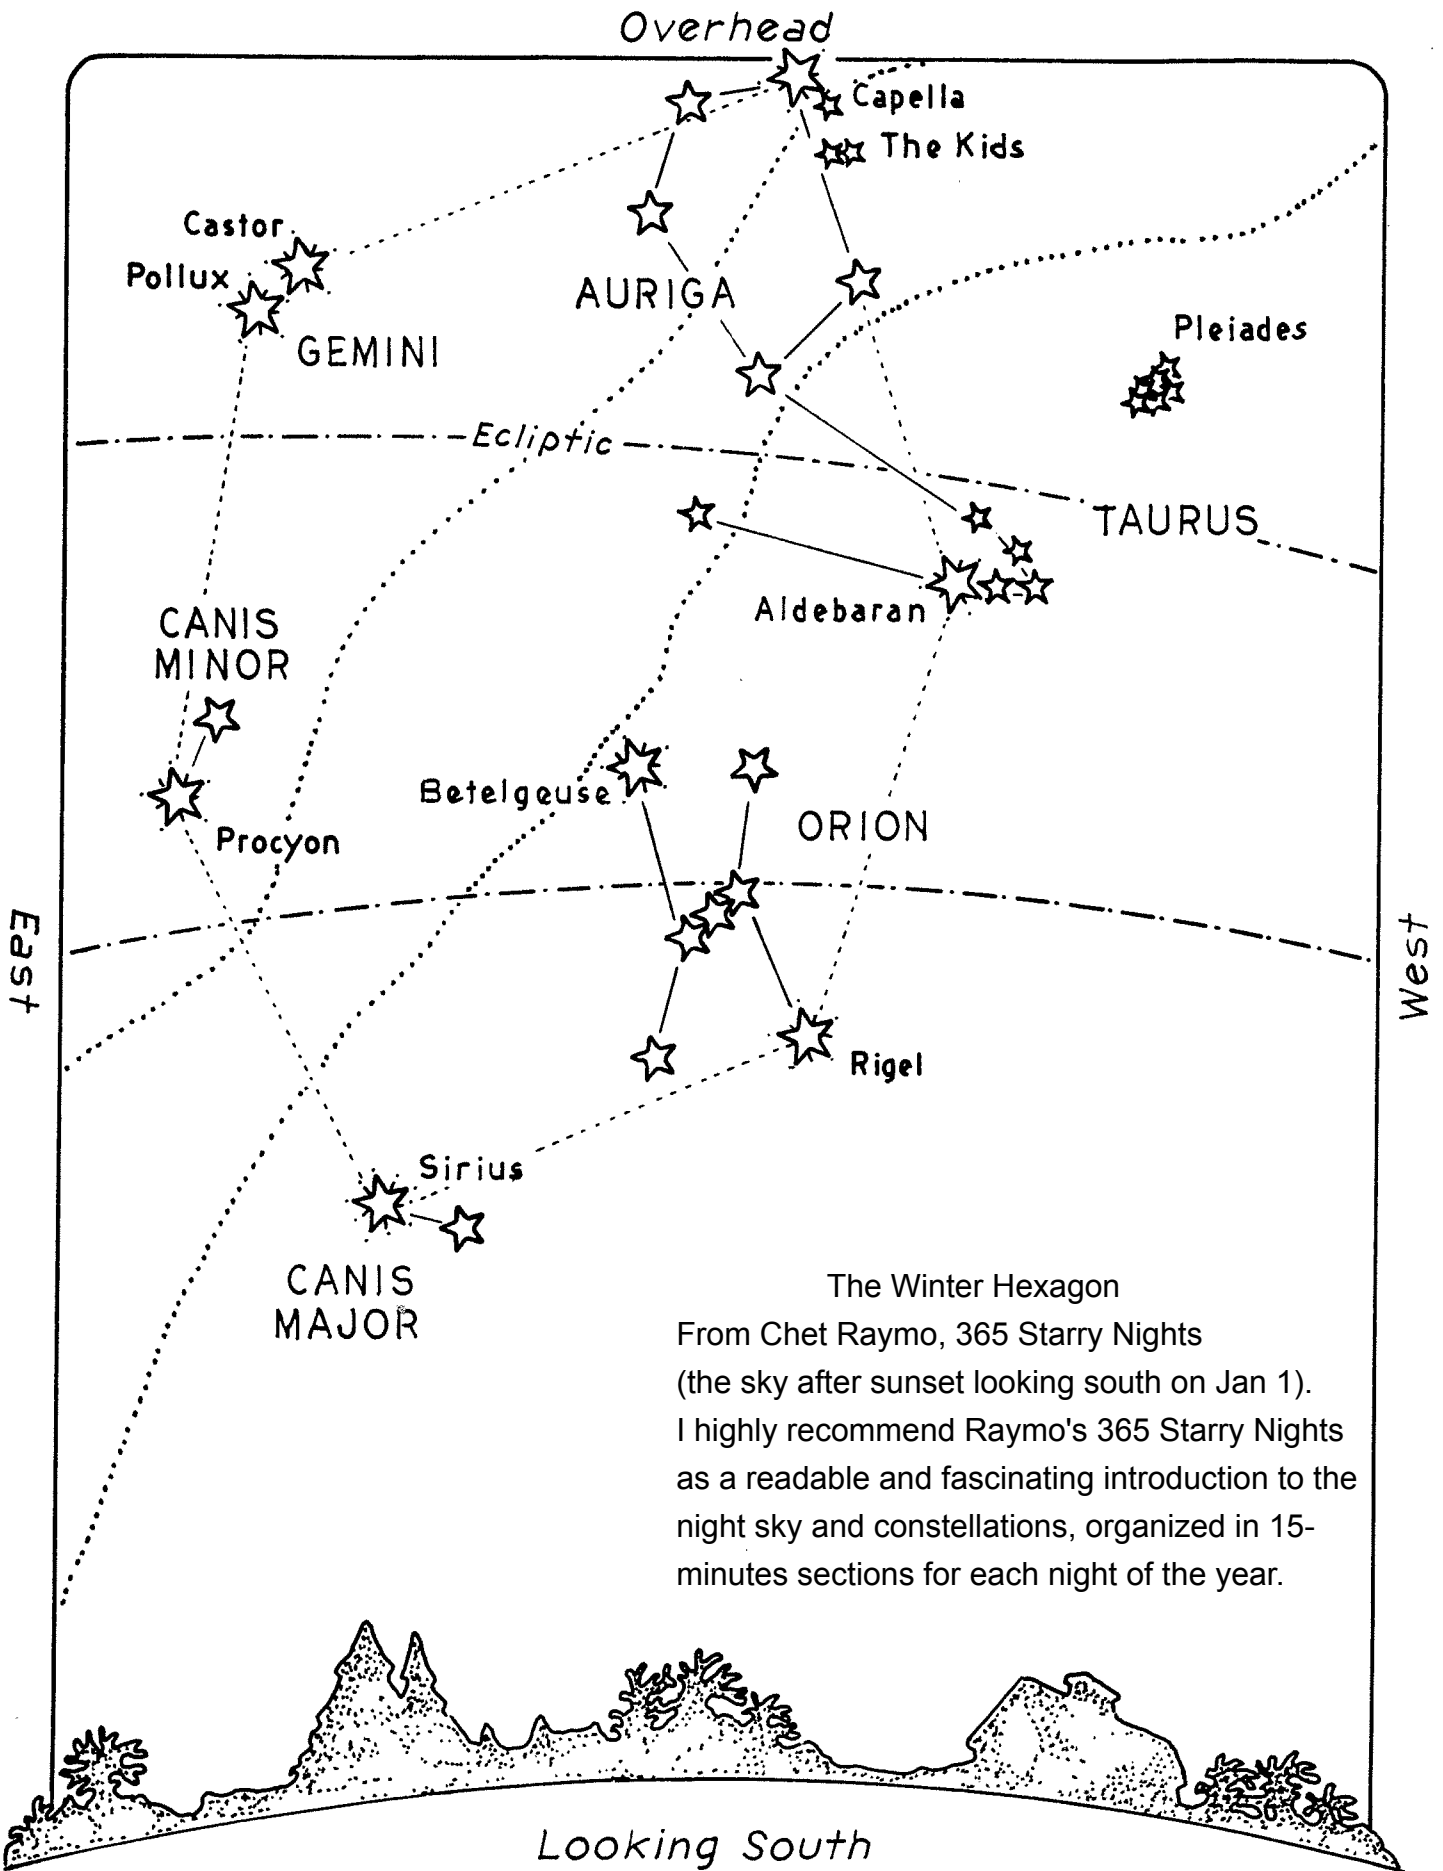 Overhead
Capella
The Kids
Castor
Pollux
AURIGA
GEMINI
Pleiades
Ecliptic
TAURUS
Aldebaran
CANIS
MINOR
Betelgeuse
ORION
Procyon
East
West
Rigel
Sirius
CANIS
MAJOR
The Winter Hexagon
From Chet Raymo, 365 Starry Nights
(the sky after sunset looking south on Jan 1).
I highly recommend Raymo's 365 Starry Nights
as a readable and fascinating introduction to the
night sky and constellations, organized in 15-
minutes sections for each night of the year.
Looking South